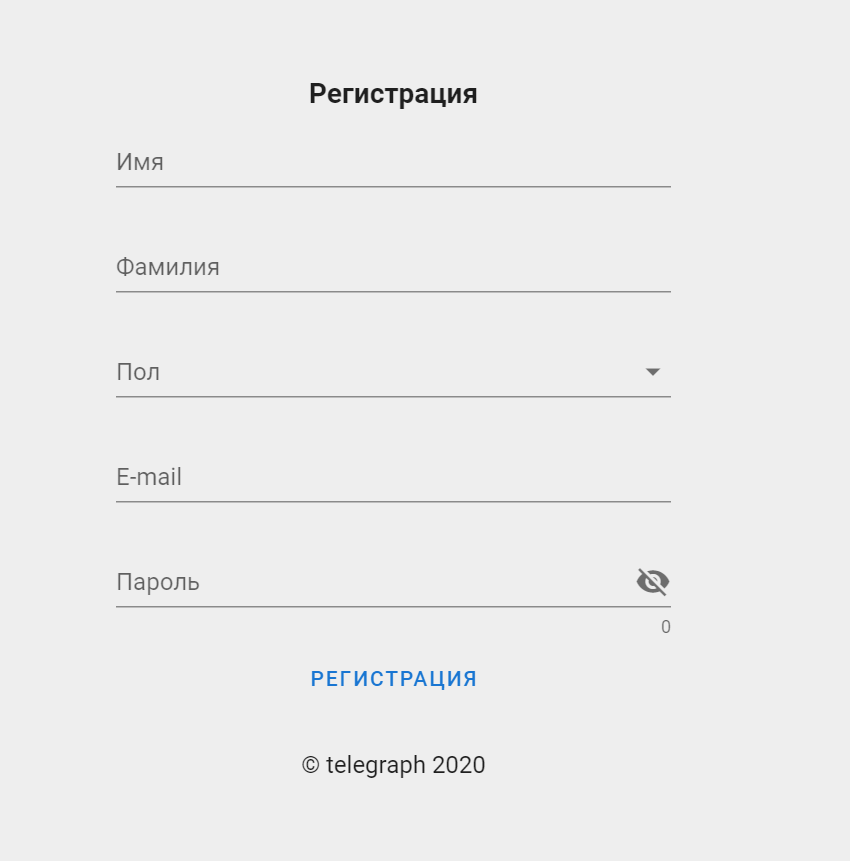 Регистрация
Имя
Фамилия
Пол
E-mail
Пароль
0
РЕГИСТРАЦИЯ
© telegraph 2020